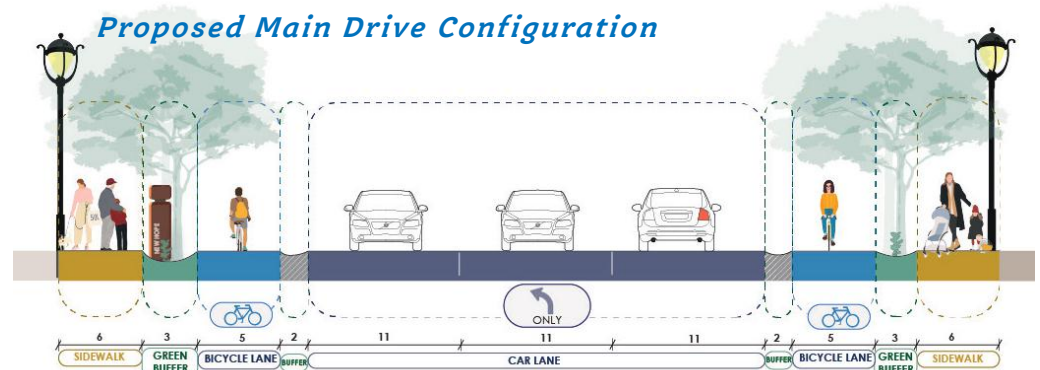 Proposed Main Drive Configuration
NEW HOPE
ONLY
6 3 5 2 11 11 11 2 5 3 6
SIDEWALK GREEN BUFFER BICYCLE LANE BUFFER CAR LANE BUFFER BICYCLE LANE GREEN BUFFER SIDEWALK